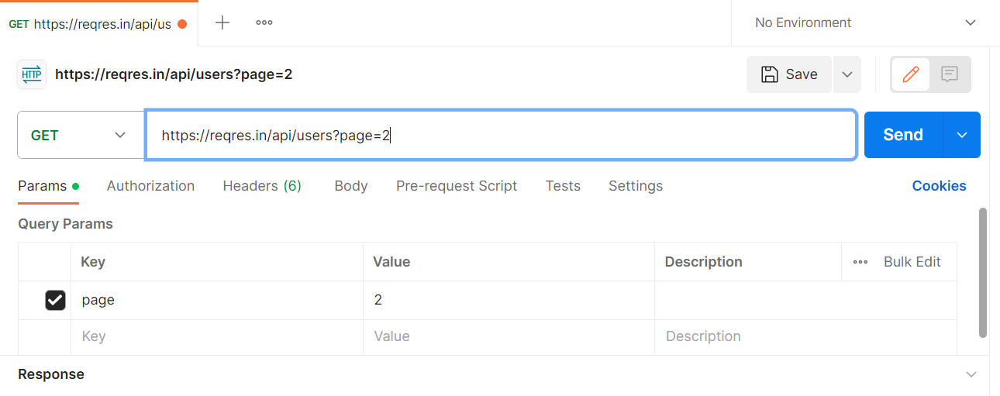 GET https://reqres.in/api/us
No Environment
HTTP https://reqres.in/api/users?page=2
Save
GET https://reqres.in/api/users?page=2 Send
Params Authorization Headers (6) Body Pre-request Script Tests Settings Cookies
Query Params
Key Value Description Bulk Edit
page 2
Key Value Description
Response